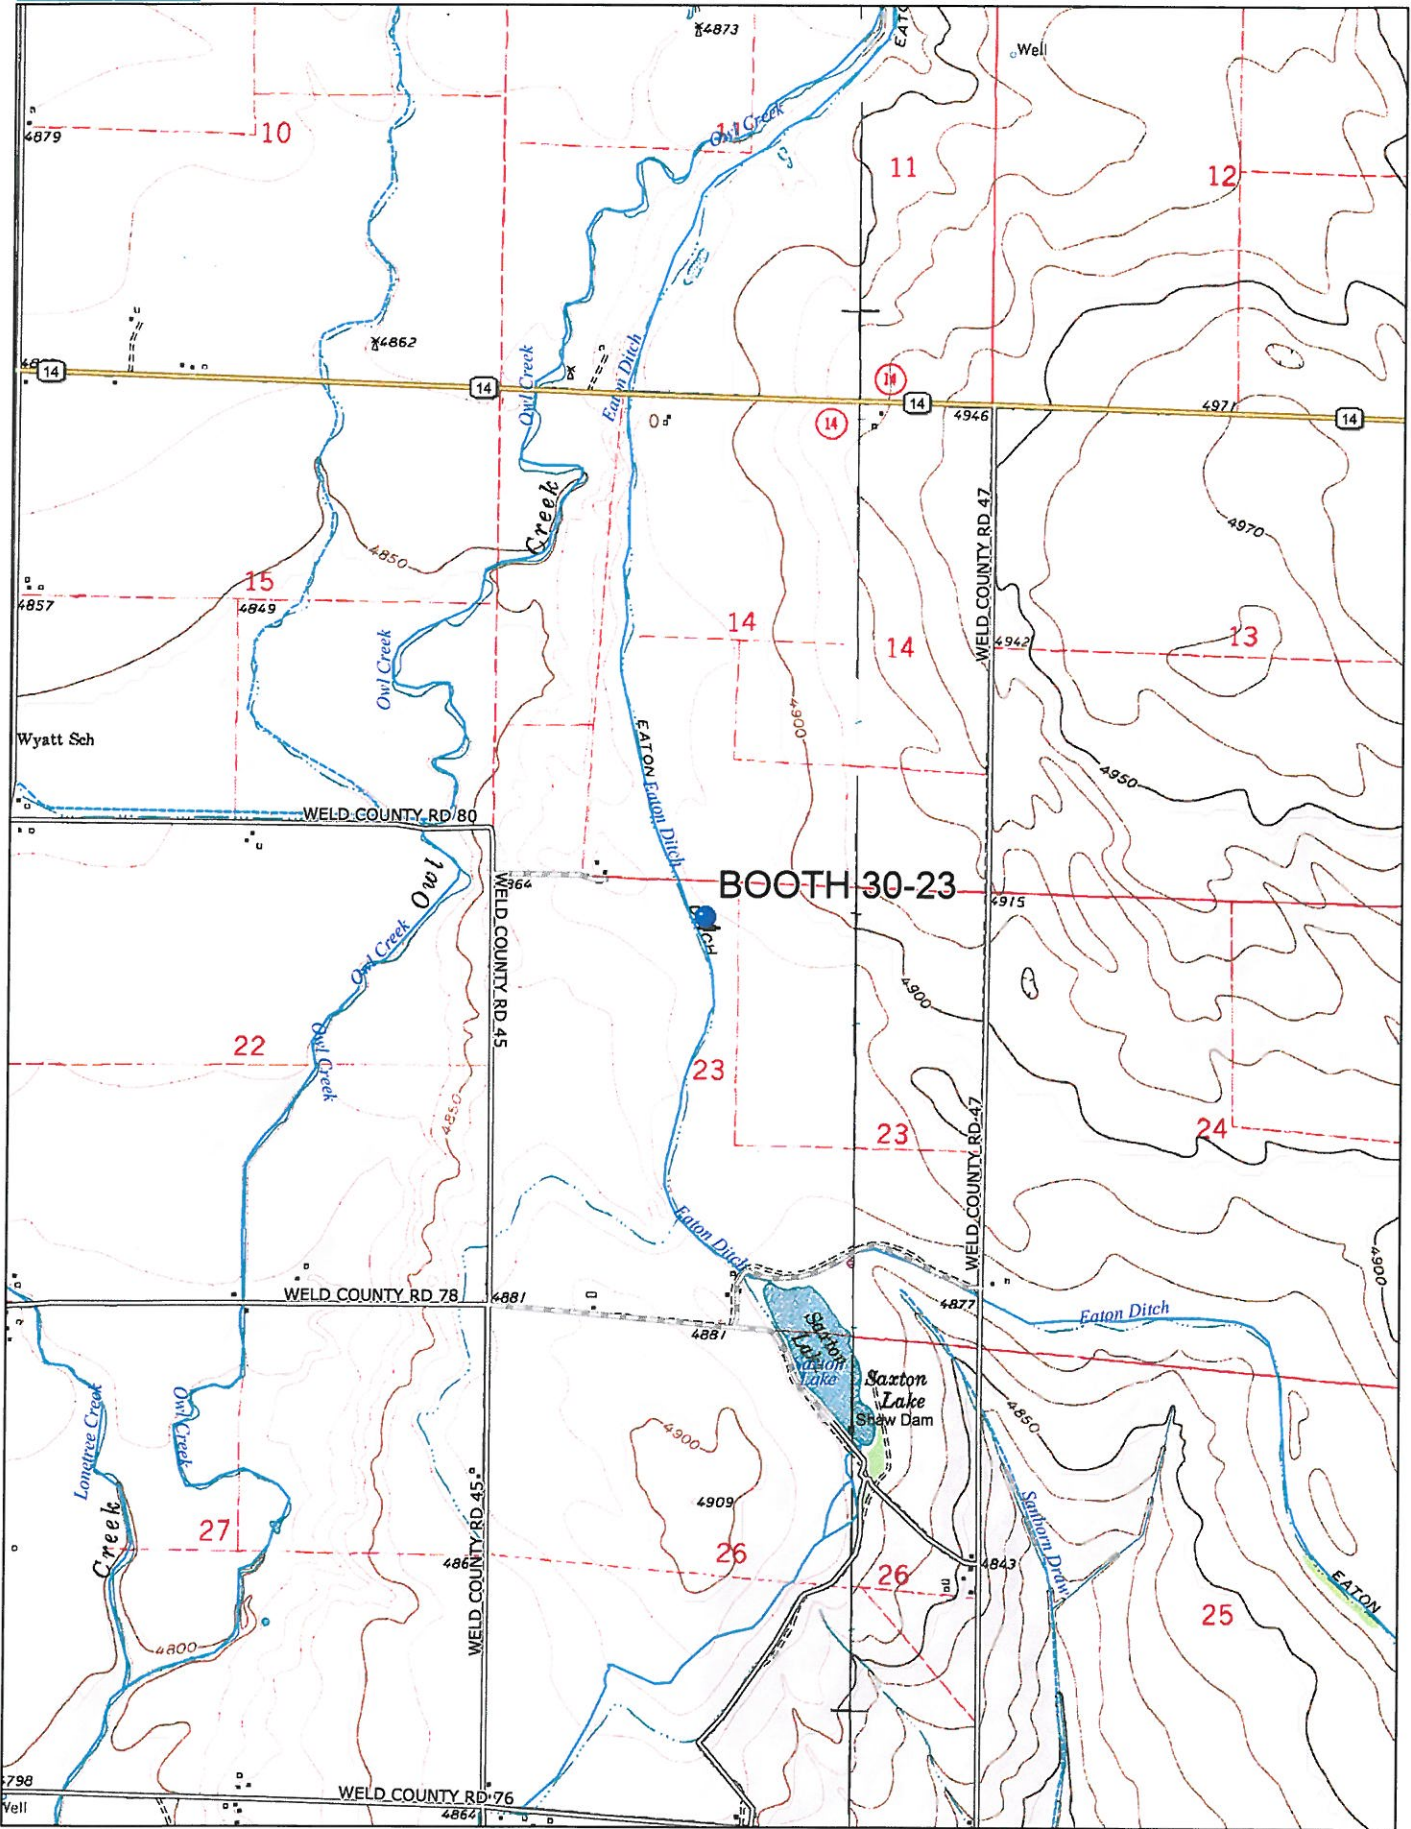 4873
EATO
Well
4879
10
Owl Creek
11
11
12
4862
14
14
14
14
14
14
Owl Creek
Eaton Ditch
4946
4971
Creek
4850
4970
WELD COUNTY RD 47
15
4857
4849
14
14
4942
13
Owl Creek
4900
Wyatt Sch
EATON
Eaton Ditch
4950
WELD COUNTY RD 80
Owl
4864
BOOTH 30-23
4915
DITCH
WELD COUNTY RD 45
Owl Creek
4900
22
Owl Creek
23
4850
23
24
WELD COUNTY RD 47
Eaton Ditch
4900
WELD COUNTY RD 78
4881
4881
4877
Eaton Ditch
Saxton
Lake
Saxton
Lake
Saxton
Lake
Shaw Dam
Lonetree Creek
Owl Creek
4900
4850
4909
Sanborn Draw
Creek
27
WELD COUNTY RD 45
26
26
4843
25
EATON
4800
4798
Well
WELD COUNTY RD 76
4864